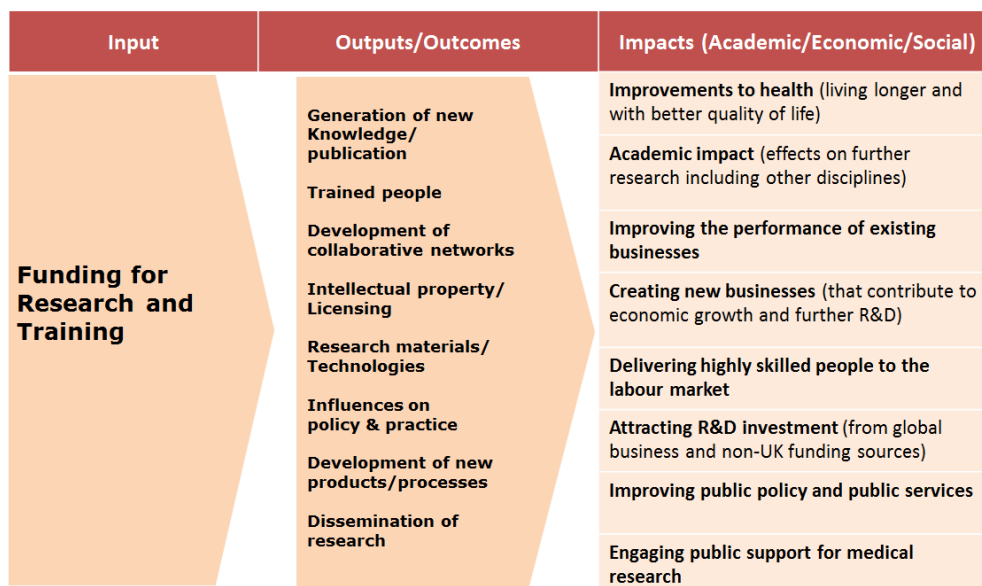 Input
Outputs/Outcomes
Impacts (Academic/Economic/Social)
Funding for
Research and
Training
Generation of new
Knowledge/
publication
Trained people
Development of
collaborative networks
Intellectual property/
Licensing
Research materials/
Technologies
Influences on
policy & practice
Development of new
products/processes
Dissemination of
research
Improvements to health (living longer and
with better quality of life)
Academic impact (effects on further
research including other disciplines)
Improving the performance of existing
businesses
Creating new businesses (that contribute to
economic growth and further R&D)
Delivering highly skilled people to the
labour market
Attracting R&D investment (from global
business and non-UK funding sources)
Improving public policy and public services
Engaging public support for medical
research